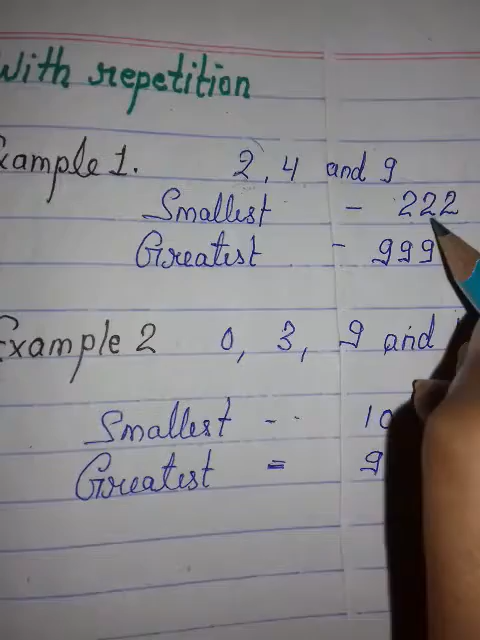 With repetition
Example 1. 2, 4 and 9
Smallest - 222
Greatest - 999
Example 2 0, 3, 9 and
Smallest - - 10
Greatest = 9